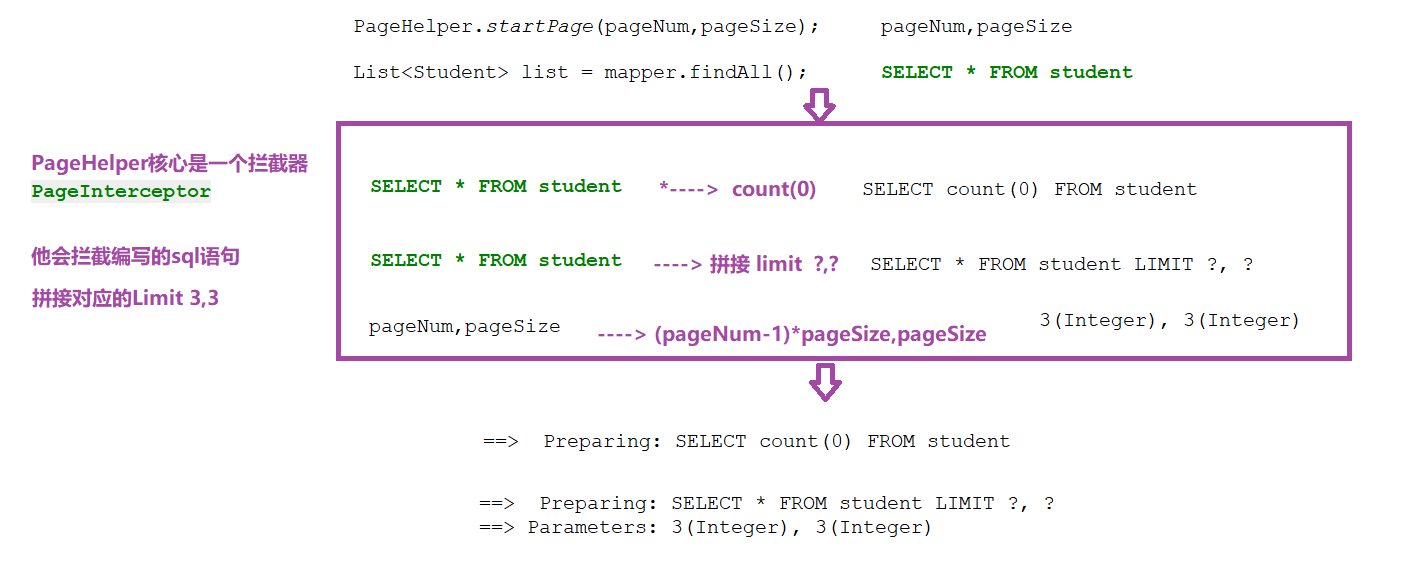 PageHelper.startPage(pageNum,pageSize); pageNum,pageSize
List<Student> list = mapper.findAll(); SELECT * FROM student
PageHelper核心是一个拦截器
PageInterceptor
他会拦截编写的sql语句
拼接对应的Limit 3,3
SELECT * FROM student *----> count(0) SELECT count(0) FROM student
SELECT * FROM student ----> 拼接 limit ?,? SELECT * FROM student LIMIT ?, ?
pageNum,pageSize ----> (pageNum-1)*pageSize,pageSize 3(Integer), 3(Integer)
==> Preparing: SELECT count(0) FROM student
==> Preparing: SELECT * FROM student LIMIT ?, ?
==> Parameters: 3(Integer), 3(Integer)